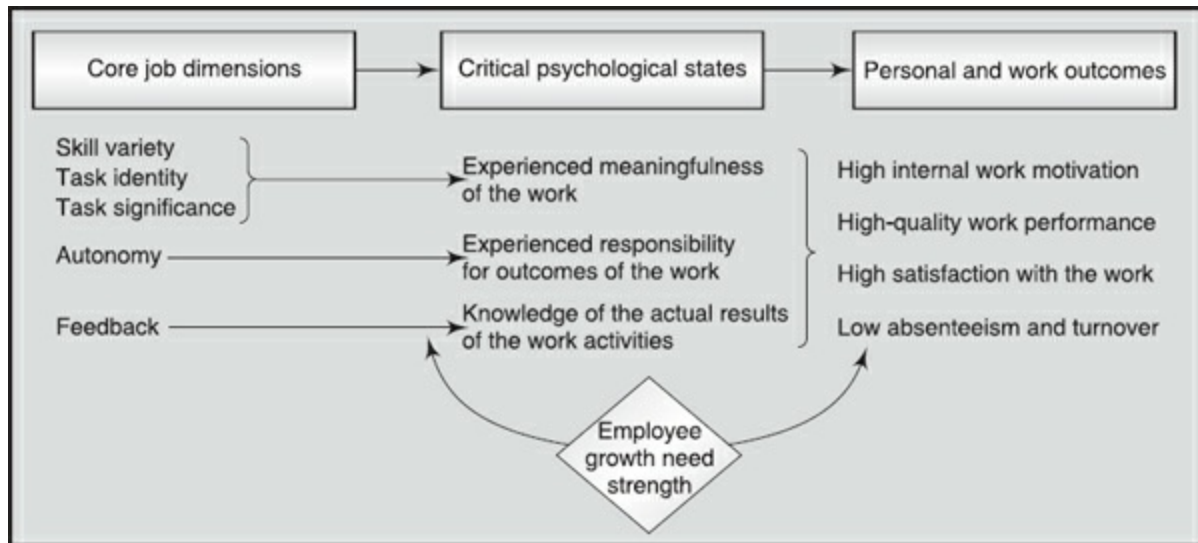 Core job dimensions
Critical psychological states
Personal and work outcomes
Skill variety
Task identity
Task significance
Autonomy
Feedback
Experienced meaningfulness
of the work
Experienced responsibility
for outcomes of the work
Knowledge of the actual results
of the work activities
High internal work motivation
High-quality work performance
High satisfaction with the work
Low absenteeism and turnover
Employee
growth need
strength